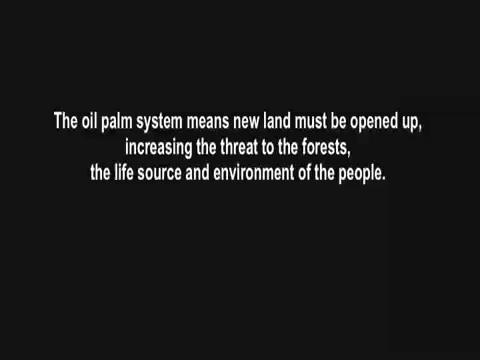 The oil palm system means new land must be opened up,
increasing the threat to the forests,
the life source and environment of the people.